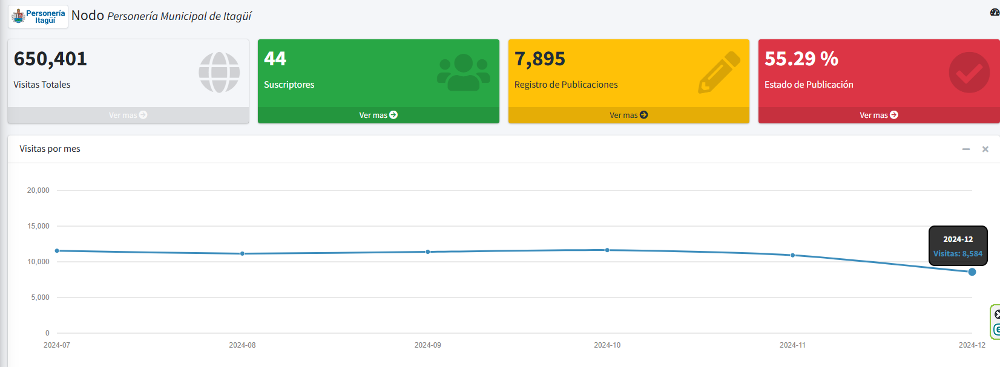 Personería
Itagüí
Nodo Personería Municipal de Itagüí
650,401
Visitas Totales
Ver mas
44
Suscriptores
Ver mas
7,895
Registro de Publicaciones
Ver mas
55.29 %
Estado de Publicación
Ver mas
Visitas por mes
20,000
15,000
10,000
5,000
0
2024-12
Visitas: 8,584
2024-07
2024-08
2024-09
2024-10
2024-11
2024-12